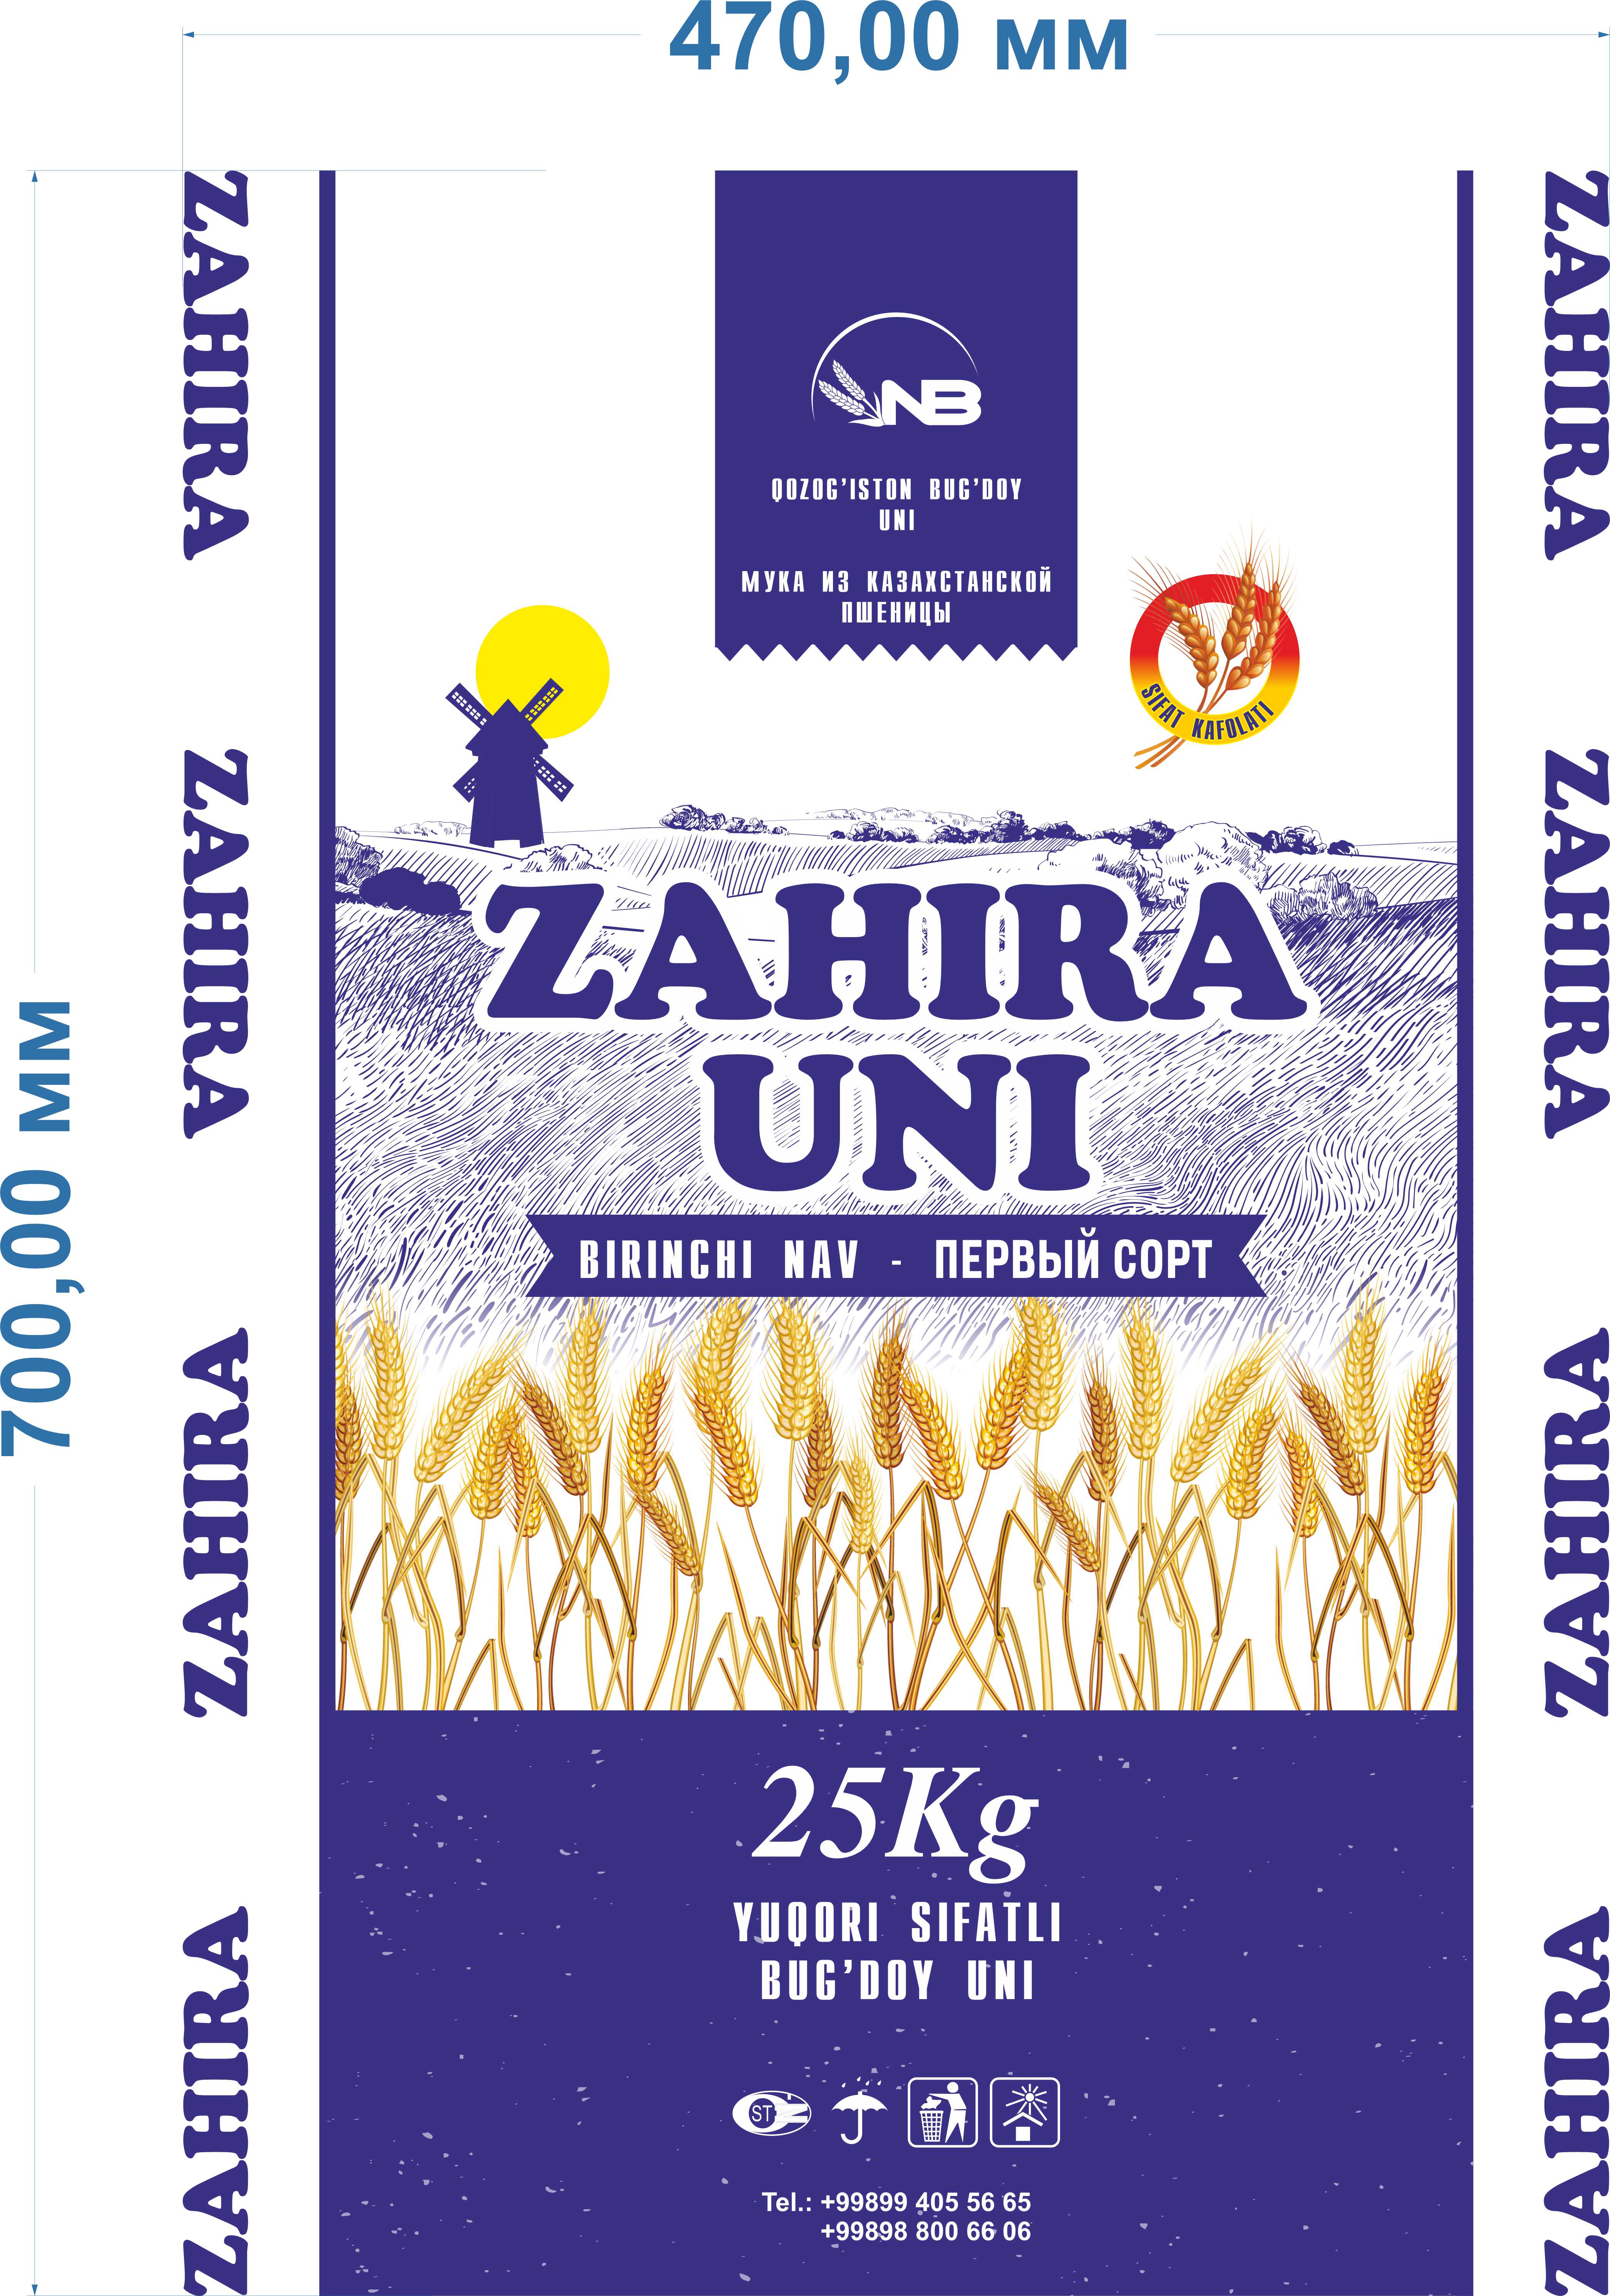 470,00 мм
700,00 мм
ZAHIRA
ZAHIRA
ZAHIRA
ZAHIRA
NB
QOZOG'ISTON BUG'DOY
UNI
МУКА ИЗ КАЗАХСТАНСКОЙ
ПШЕНИЦЫ
SIFAT KAFOLATI
ZAHIRA
UNI
BIRINCHI NAV - ПЕРВЫЙ СОРТ
25Kg
YUQORI SIFATLI
BUG'DOY UNI
ST
Tel.: +99899 405 56 65
+99898 800 66 06
ZAHIRA
ZAHIRA
ZAHIRA
ZAHIRA